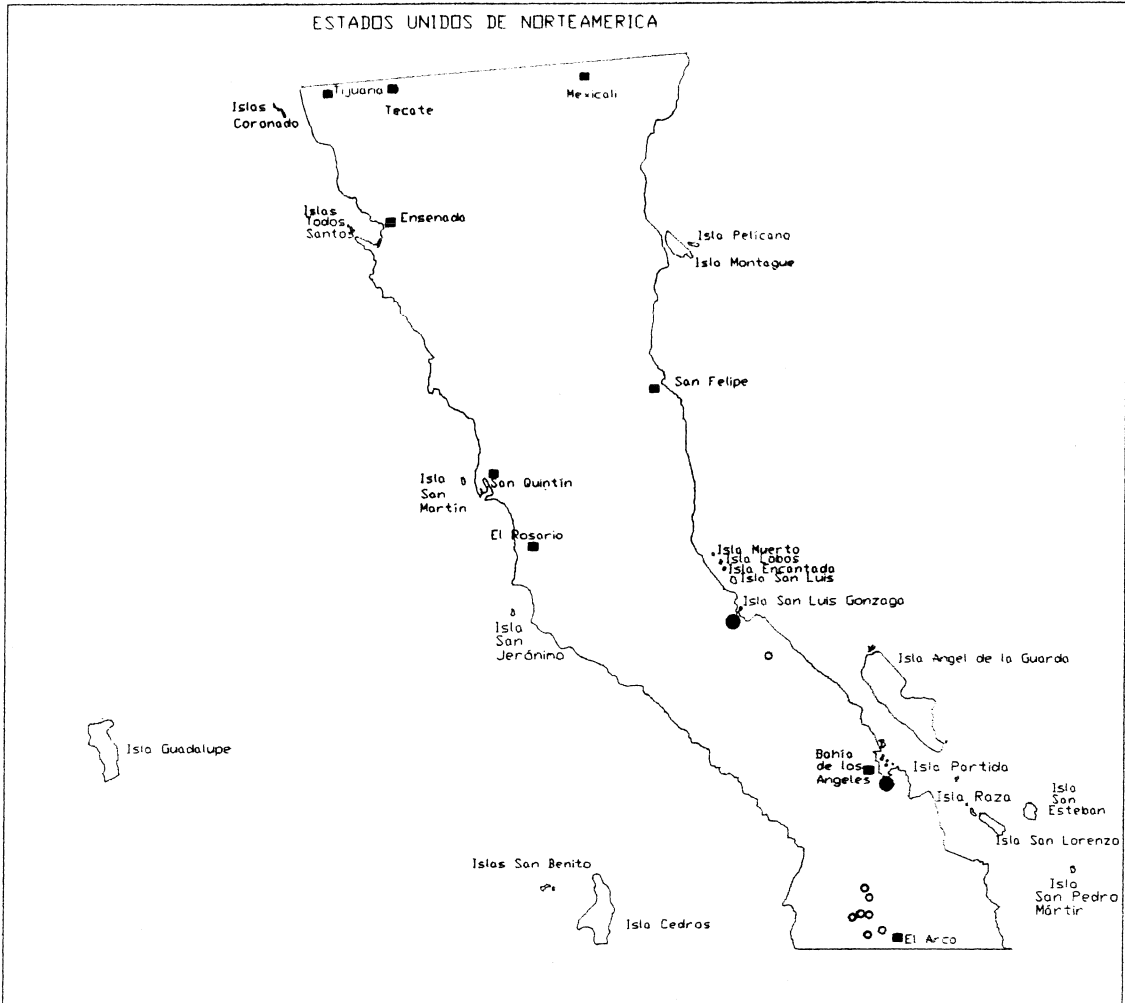 ESTADOS UNIDOS DE NORTEAMERICA
Tijuana
Tecate
Mexicali
Islas
Coronado
Islas
Todos
Santos
Ensenada
Isla Pelicano
Isla Montague
San Felipe
Isla
San
Martín
San Quintín
El Rosario
Isla Muerto
Isla Lobos
Isla Encantada
Isla San Luis
Isla San Luis Gonzaga
Isla
San
Jerónimo
Isla Angel de la Guarda
Isla Guadalupe
Bahía
de los
Angeles
Isla Partida
Isla Raza
Isla
San
Esteban
Isla San Lorenzo
Islas San Benito
Isla Cedros
Isla
San Pedro
Mártir
El Arco